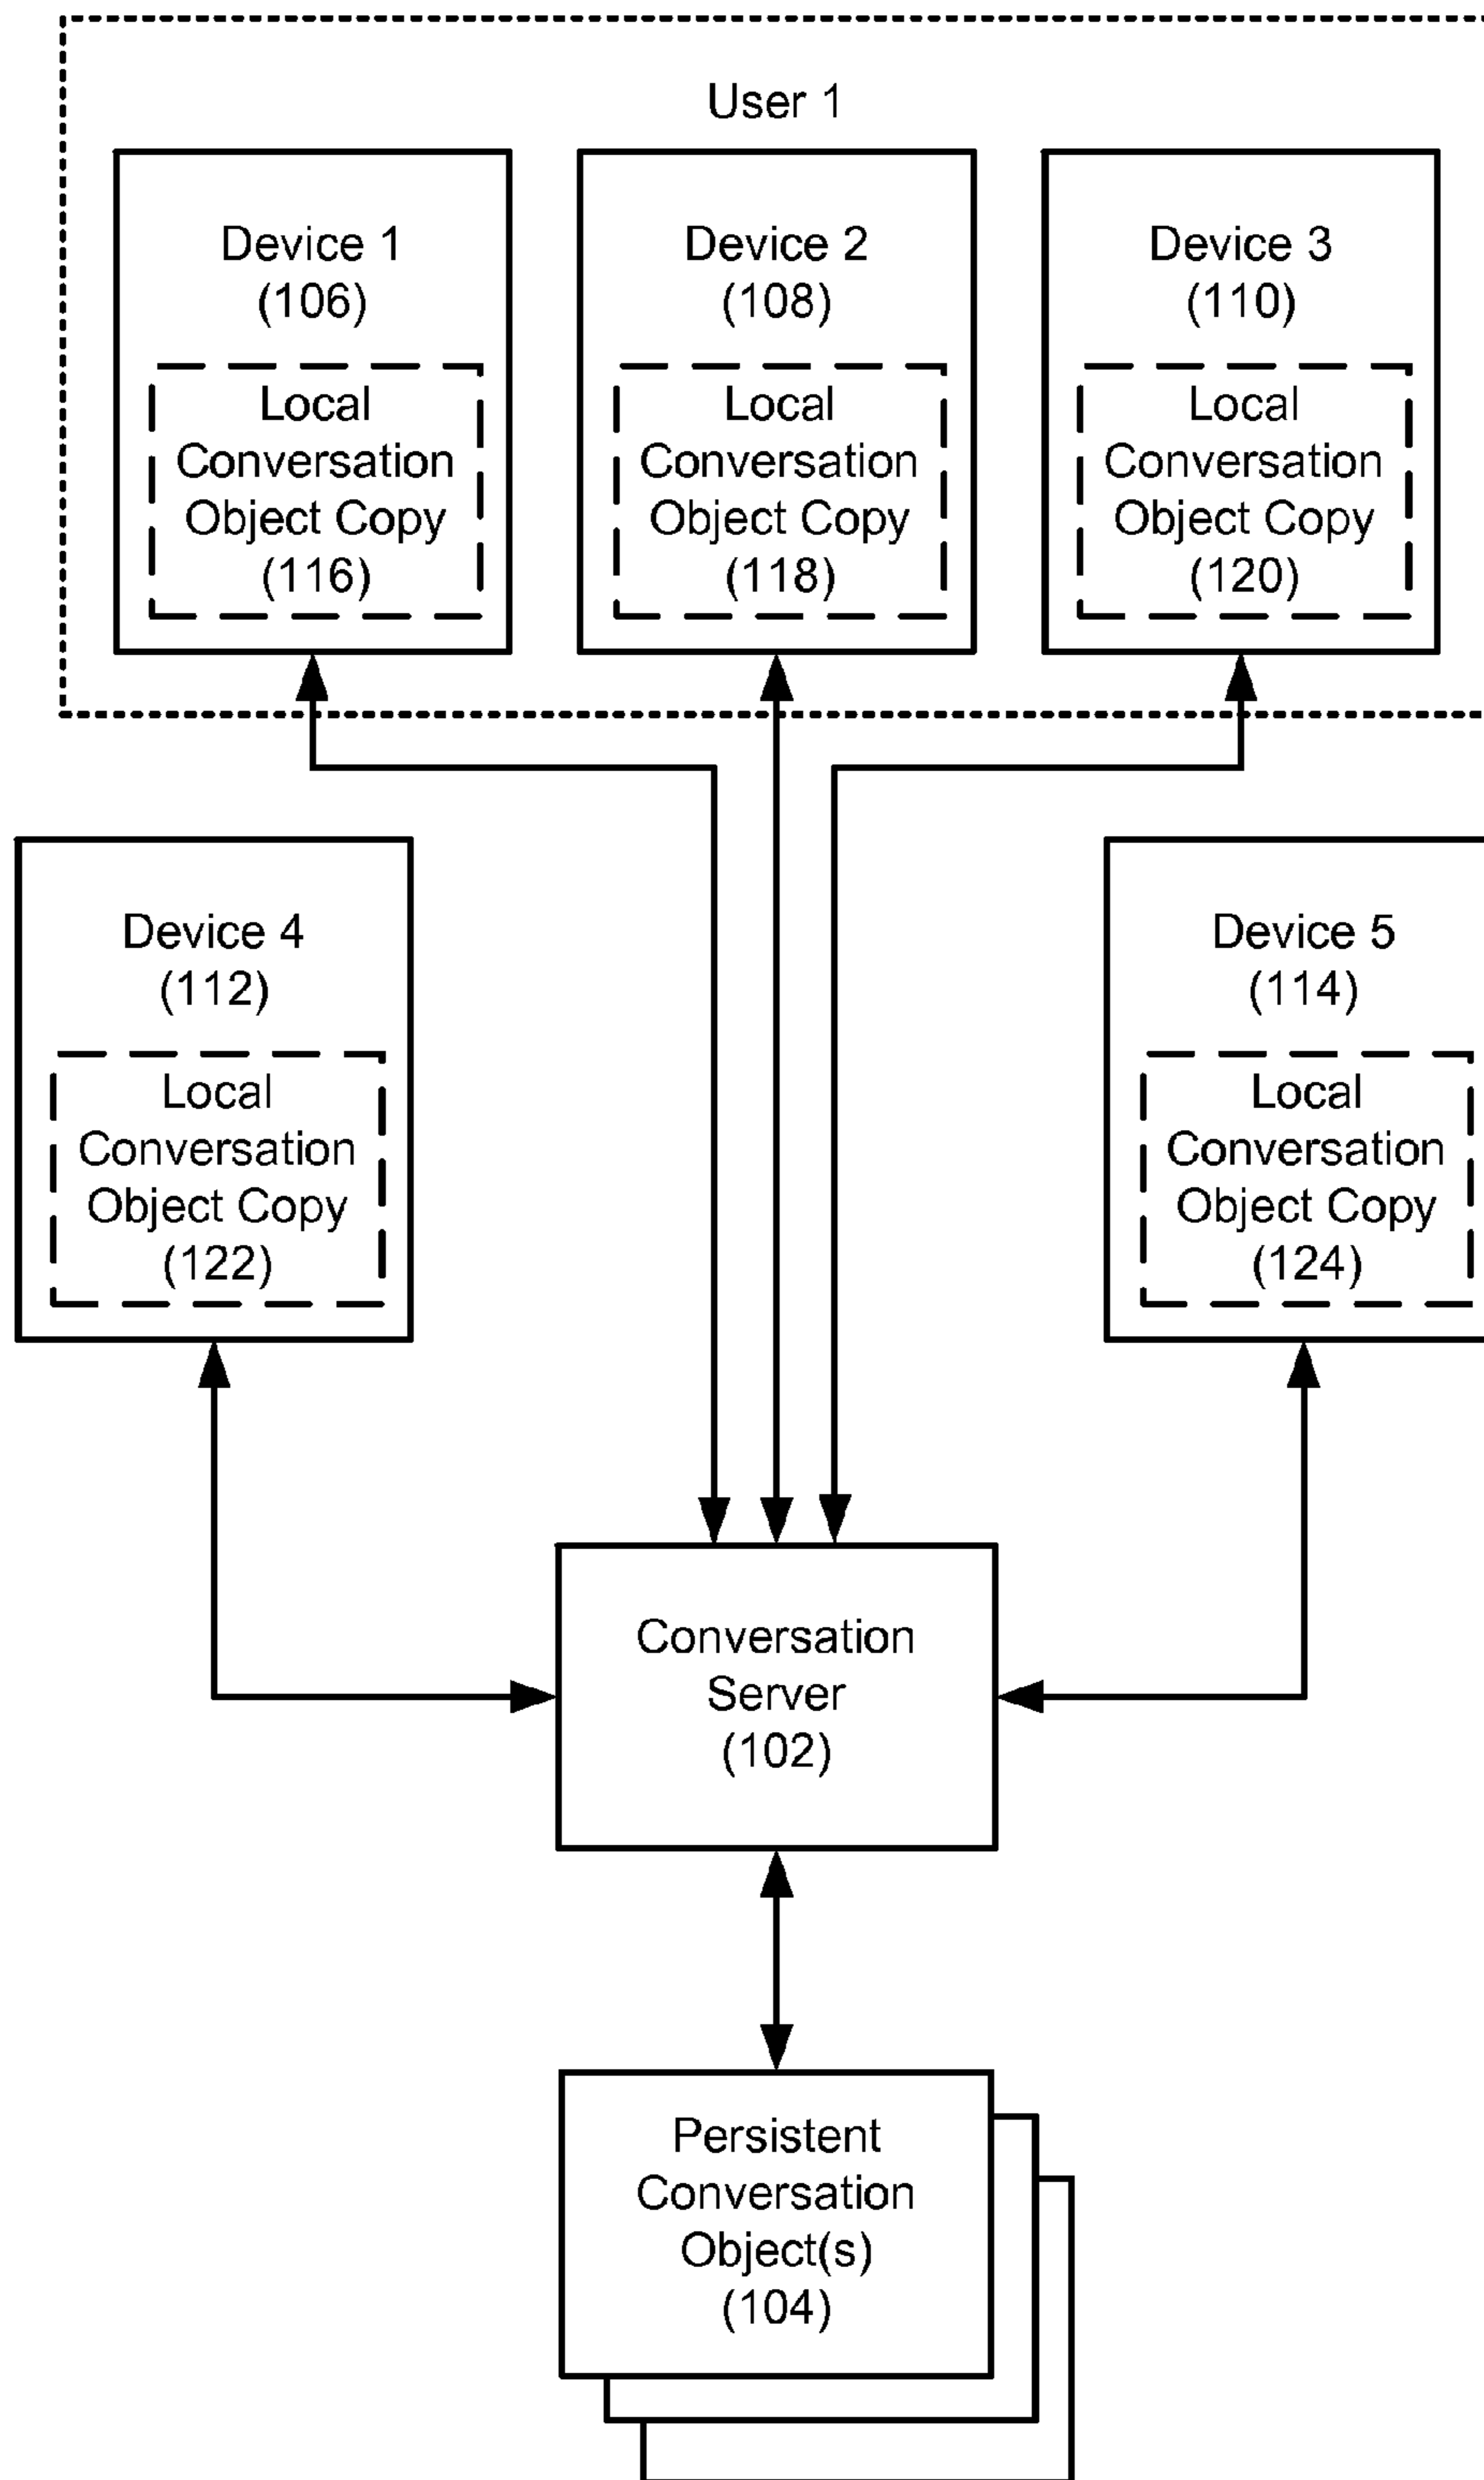 User 1
Device 1
(106)
Local
Conversation
Object Copy
(116)
Device 2
(108)
Local
Conversation
Object Copy
(118)
Device 3
(110)
Local
Conversation
Object Copy
(120)
Device 4
(112)
Local
Conversation
Object Copy
(122)
Device 5
(114)
Local
Conversation
Object Copy
(124)
Conversation
Server
(102)
Persistent
Conversation
Object(s)
(104)